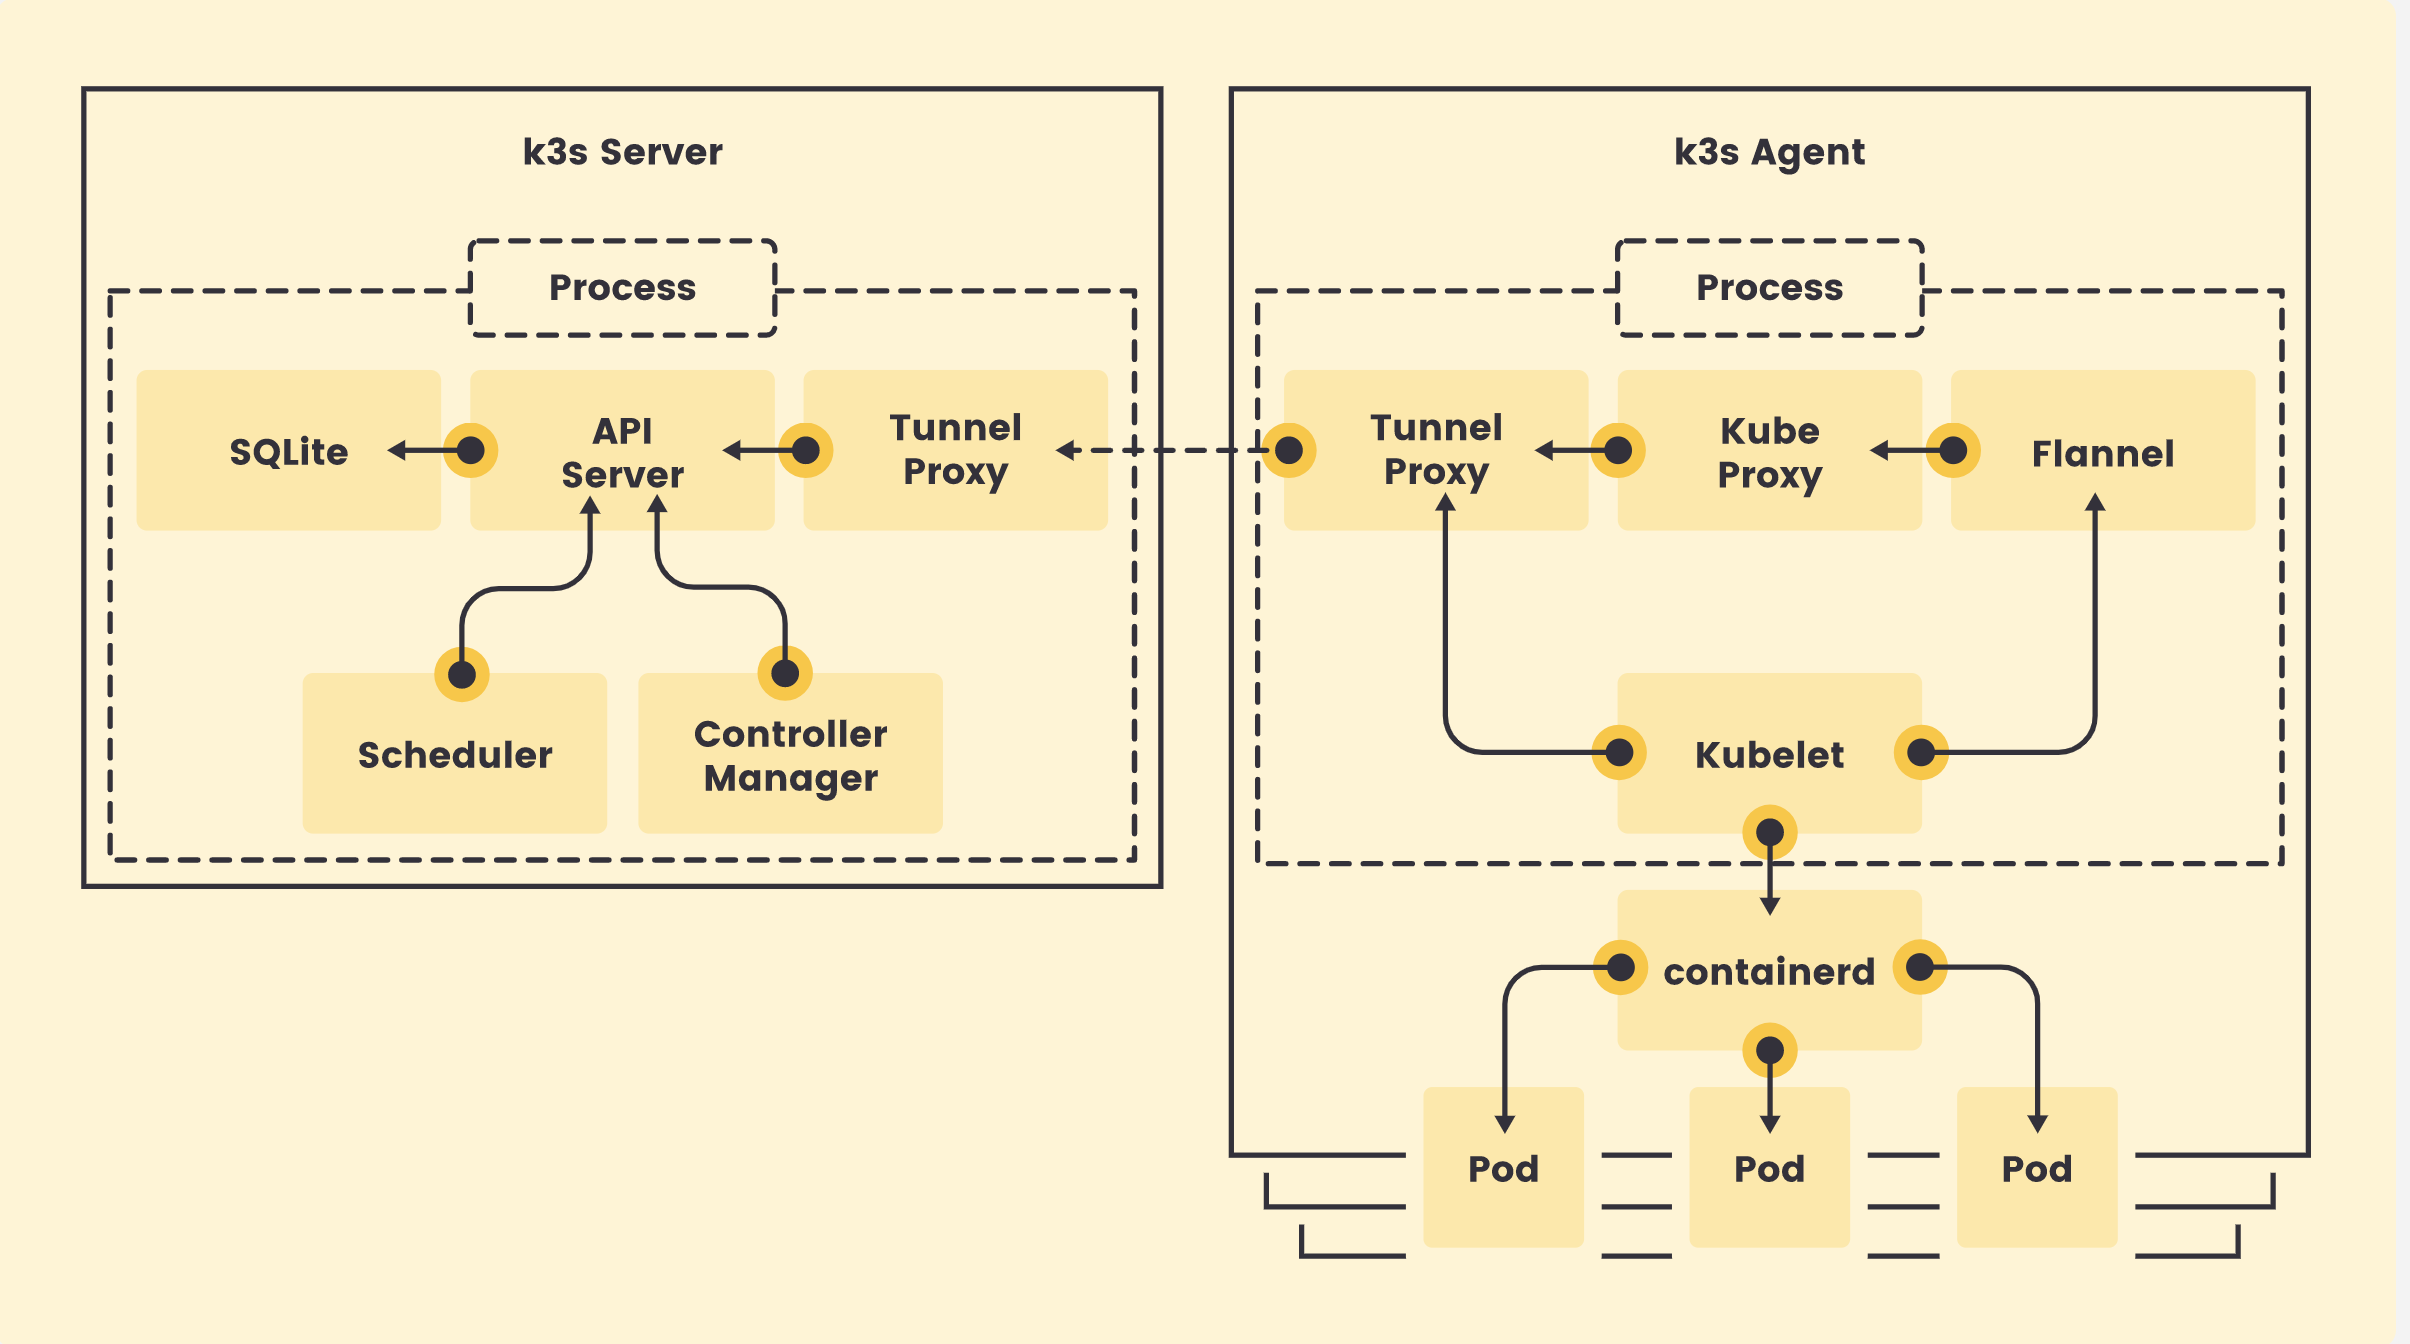 k3s Server
Process
SQLite
API
Server
Tunnel
Proxy
Scheduler
Controller
Manager
k3s Agent
Process
Tunnel
Proxy
Kube
Proxy
Flannel
Kubelet
containerd
Pod
Pod
Pod